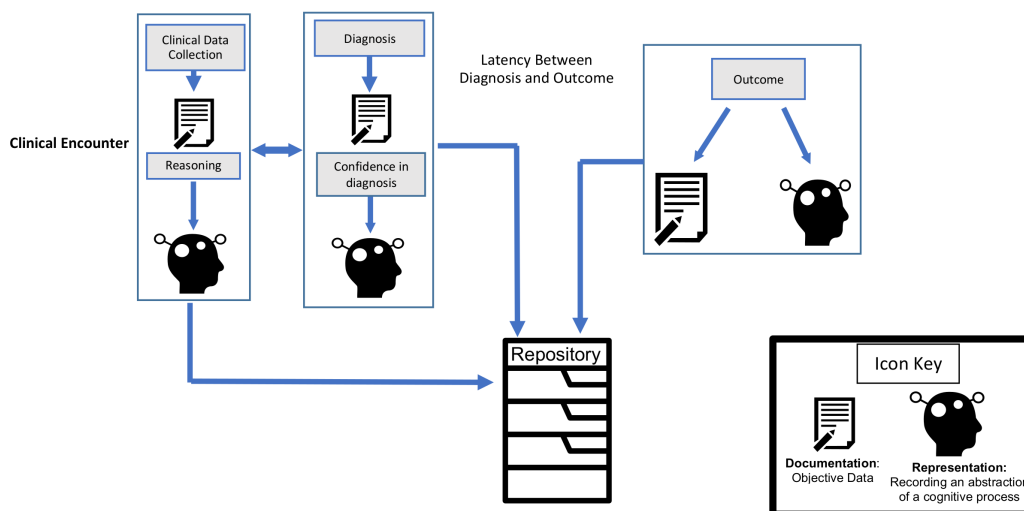 Clinical Data
Collection
Diagnosis
Latency Between
Diagnosis and Outcome
Outcome
Clinical Encounter
Reasoning
Confidence in
diagnosis
Repository
Icon Key
Documentation:
Objective Data
Representation:
Recording an abstraction
of a cognitive process